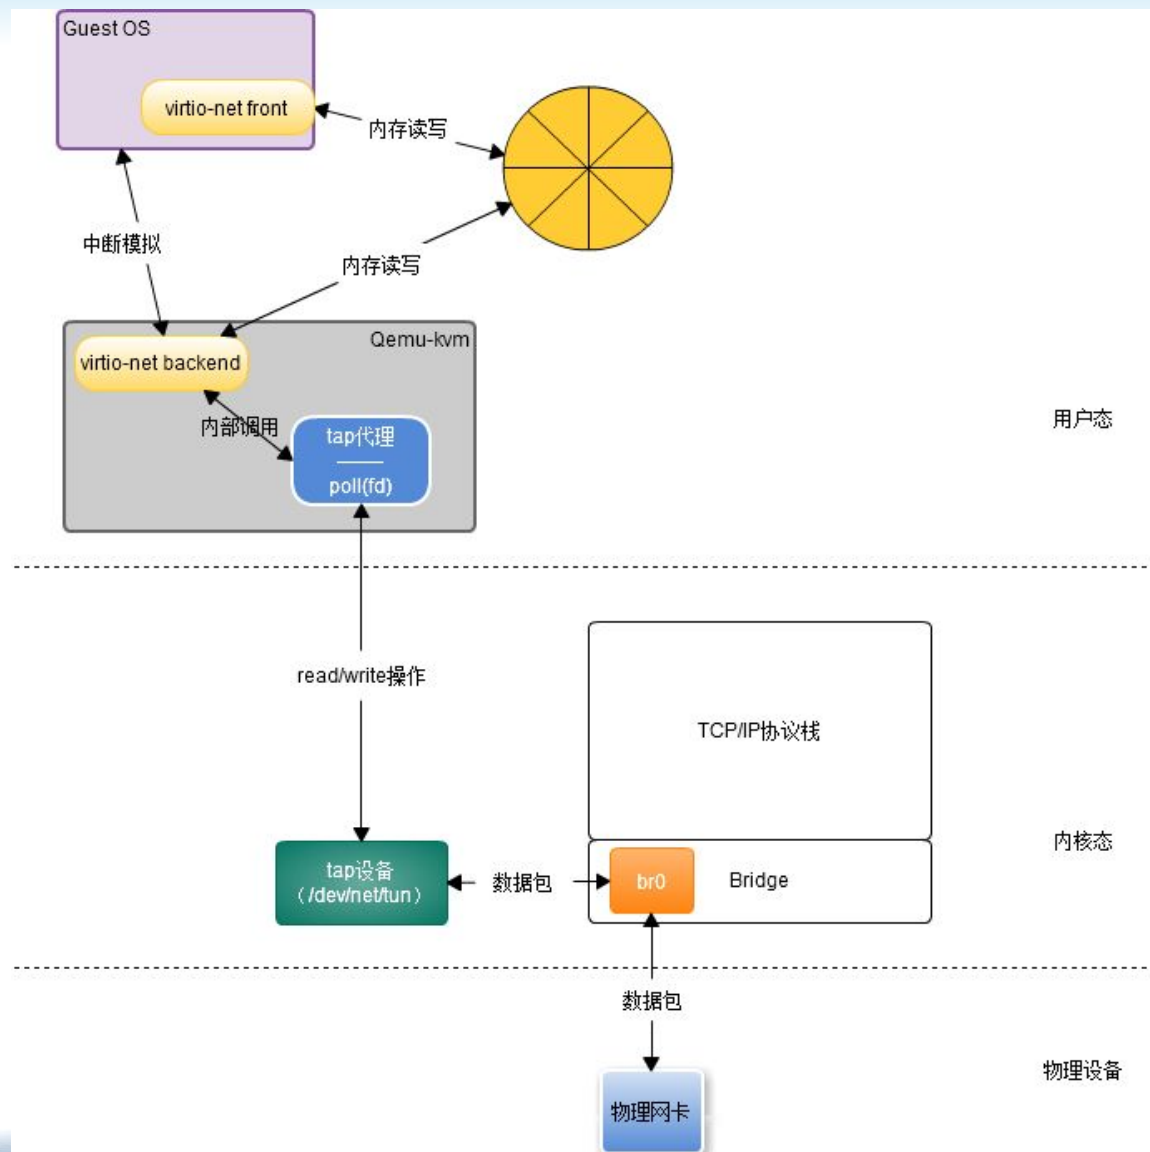 Guest OS
virtio-net front
内存读写
中断模拟
内存读写
Qemu-kvm
virtio-net backend
内部调用
tap代理
poll(fd)
用户态
read/write操作
TCP/IP协议栈
内核态
tap设备
（/dev/net/tun）
数据包
br0
Bridge
数据包
物理设备
物理网卡